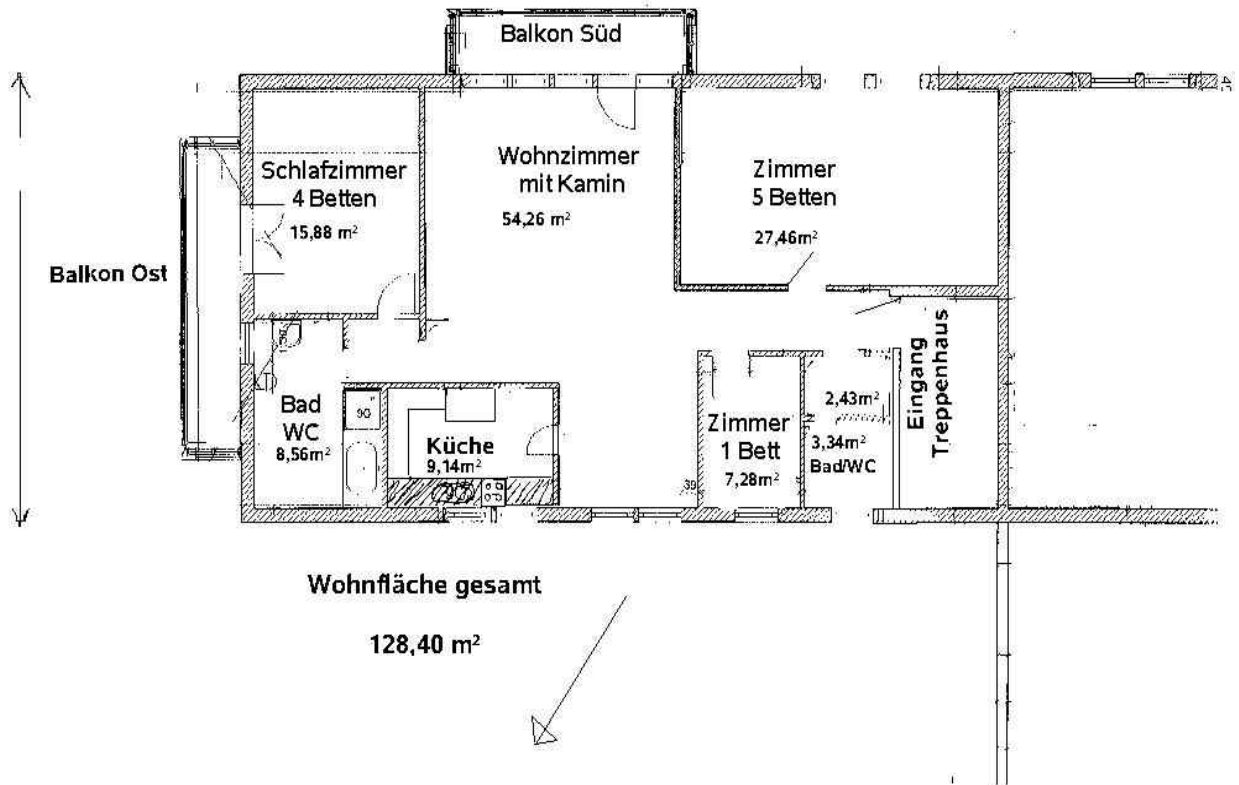 Balkon Süd
Schlafzimmer
4 Betten
15,88 m²
Wohnzimmer
mit Kamin
54,26 m²
Zimmer
5 Betten
27,46m²
Balkon Ost
Bad
WC
8,56m²
90
Küche
9,14m²
Zimmer
1 Bett
7,28m²
2,43m²
3,34m²
Bad/WC
Eingang
Treppenhaus
39
Wohnfläche gesamt
128,40 m²